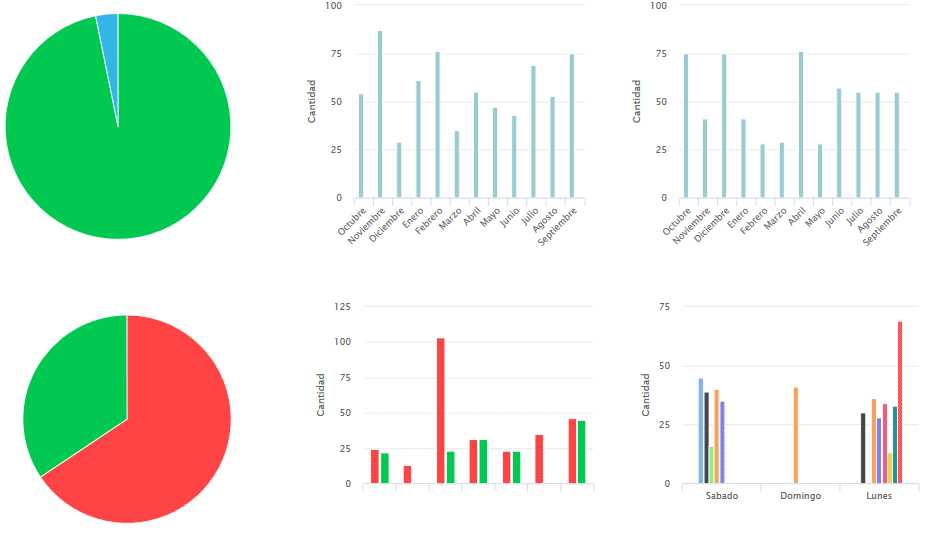 100
75
50
25
0
Cantidad
Octubre
Noviembre
Diciembre
Enero
Febrero
Marzo
Abril
Mayo
Junio
Julio
Agosto
Septiembre
100
75
50
25
0
Cantidad
Octubre
Noviembre
Diciembre
Enero
Febrero
Marzo
Abril
Mayo
Junio
Julio
Agosto
Septiembre
125
100
75
50
25
0
Cantidad
75
50
25
0
Cantidad
Sabado Domingo Lunes